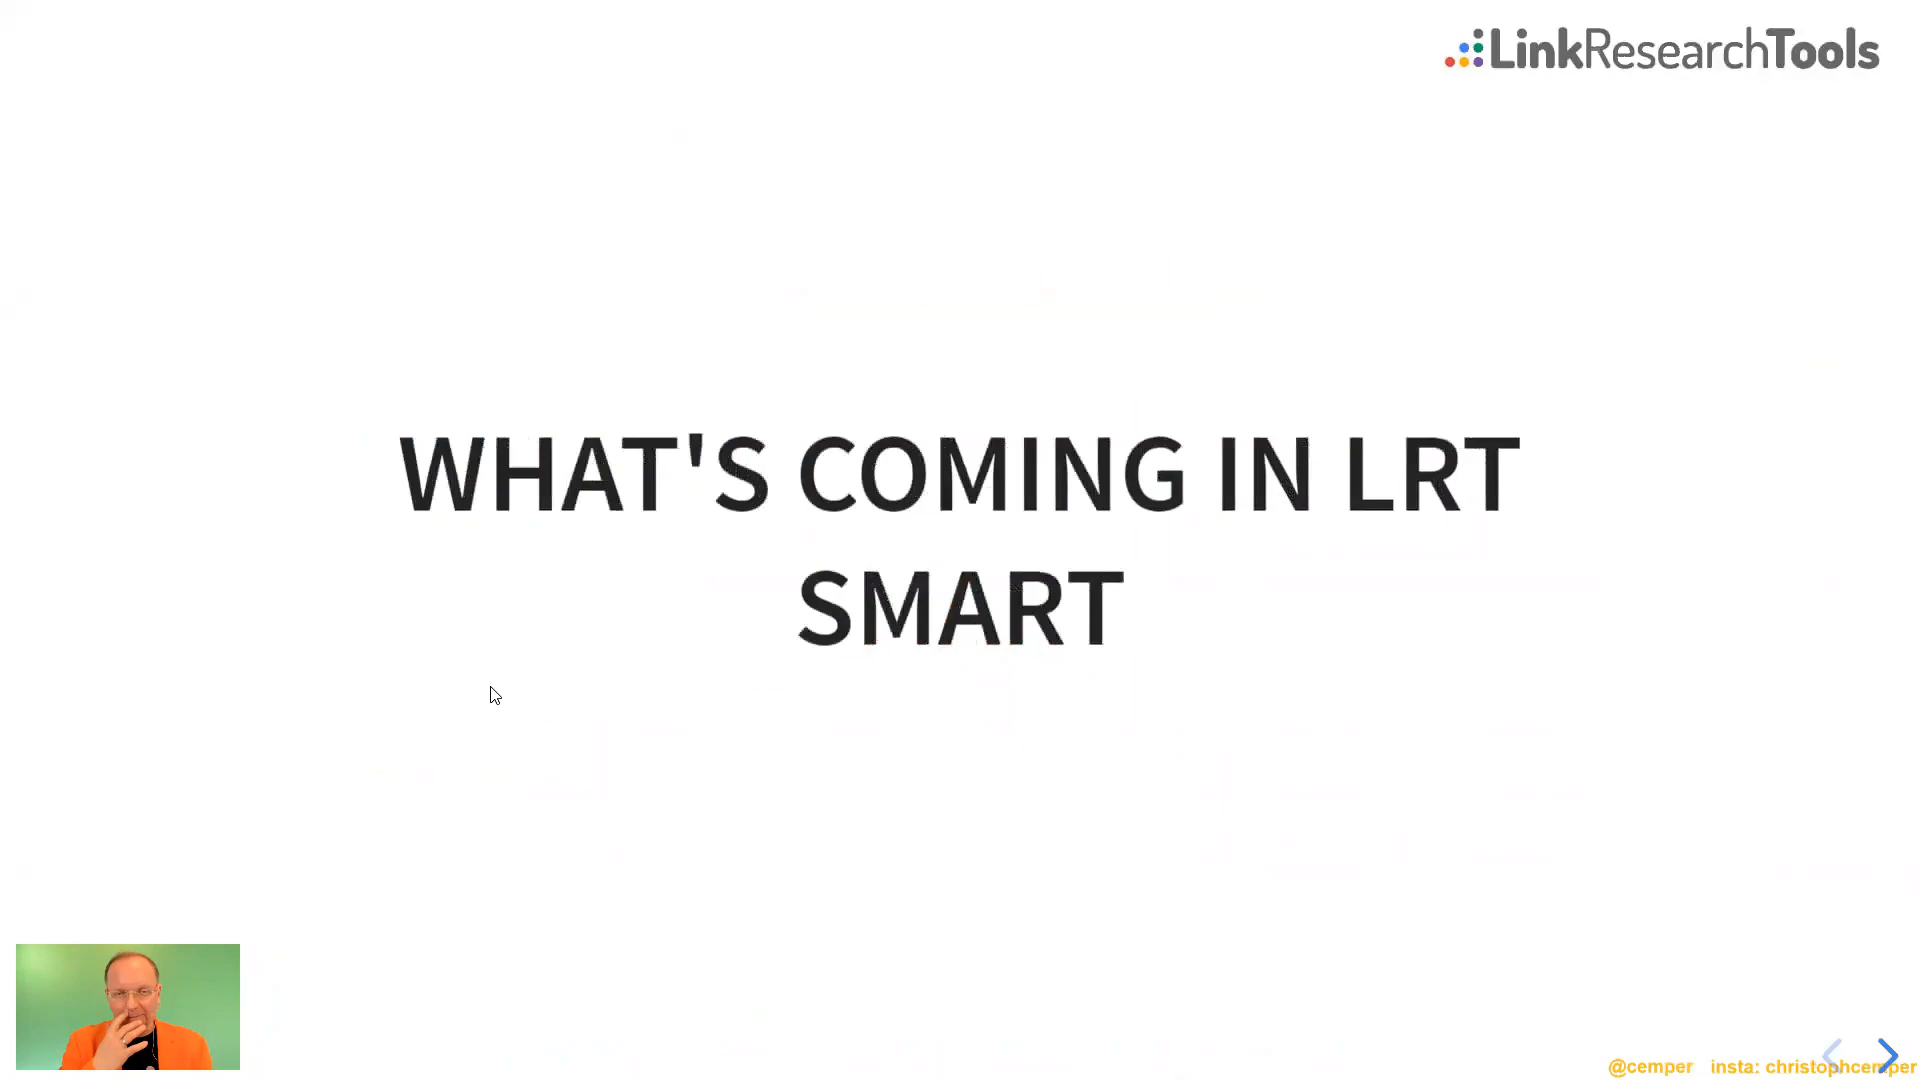 LinkResearchTools
WHAT'S COMING IN LRT
SMART
@cemper insta: christophcemper